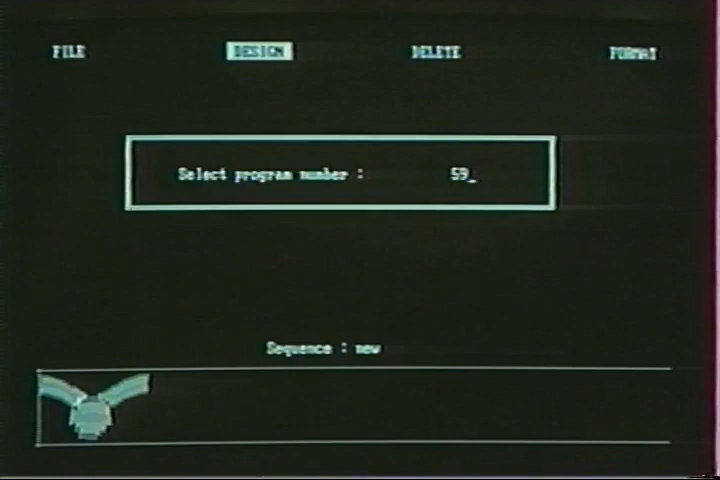 FILE DESIGN DELETE FORMAT
Select program number : 59_
Sequence : new